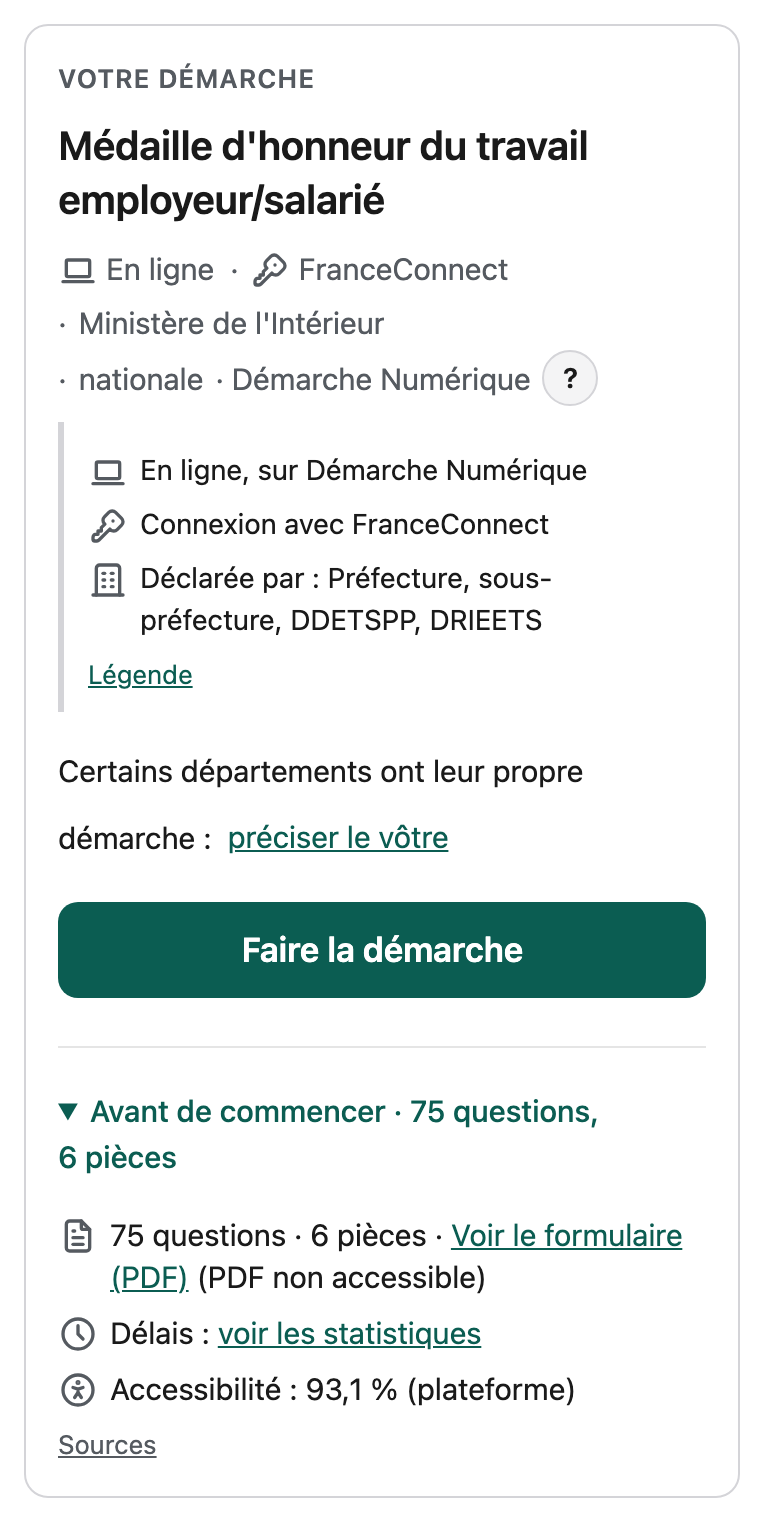 VOTRE DÉMARCHE
Médaille d'honneur du travail
employeur/salarié
En ligne · FranceConnect
· Ministère de l'Intérieur
· nationale · Démarche Numérique ?
En ligne, sur Démarche Numérique
Connexion avec FranceConnect
Déclarée par : Préfecture, sous-
préfecture, DDETSPP, DRIEETS
Légende
Certains départements ont leur propre
démarche : préciser le vôtre
Faire la démarche
▼ Avant de commencer · 75 questions,
6 pièces
75 questions · 6 pièces · Voir le formulaire
(PDF) (PDF non accessible)
Délais : voir les statistiques
Accessibilité : 93,1 % (plateforme)
Sources